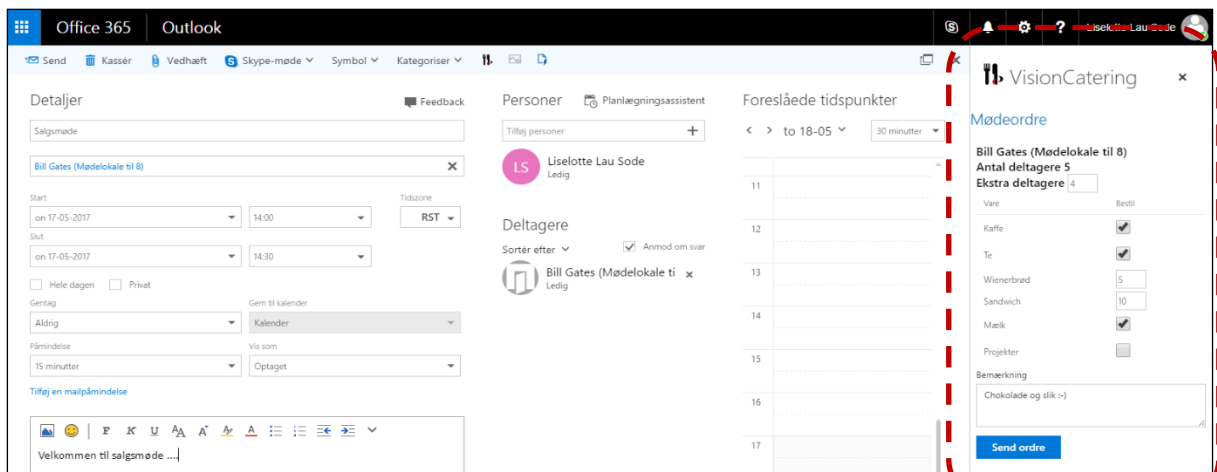 Office 365 Outlook Liselotte Lau Sode
Send Kassér Vedhæft Skype-møde Symbol Kategoriser
Detaljer Feedback
Salgsmøde
Bill Gates (Mødelokale til 8)
Start Tidszone
on 17-05-2017 14:00 RST
Slut
on 17-05-2017 14:30
Hele dagen Privat
Gentag Gem til kalender
Aldrig Kalender
Påmindelse Vis som
15 minutter Optaget
Tilføj en mailpåmindelse
F K U
Velkommen til salgsmøde ....
Personer Planlægningsassistent
Tilføj personer
LS Liselotte Lau Sode
Ledig
Deltagere
Sortér efter Anmod om svar
Bill Gates (Mødelokale ti
Ledig
Foreslåede tidspunkter
to 18-05 30 minutter
11
12
13
14
15
16
17
VisionCatering
Mødeordre
Bill Gates (Mødelokale til 8)
Antal deltagere 5
Ekstra deltagere 4
Vare Bestil
Kaffe
Te
Wienerbrød 5
Sandwich 10
Mælk
Projekter
Bemærkning
Chokolade og slik :-)
Send ordre